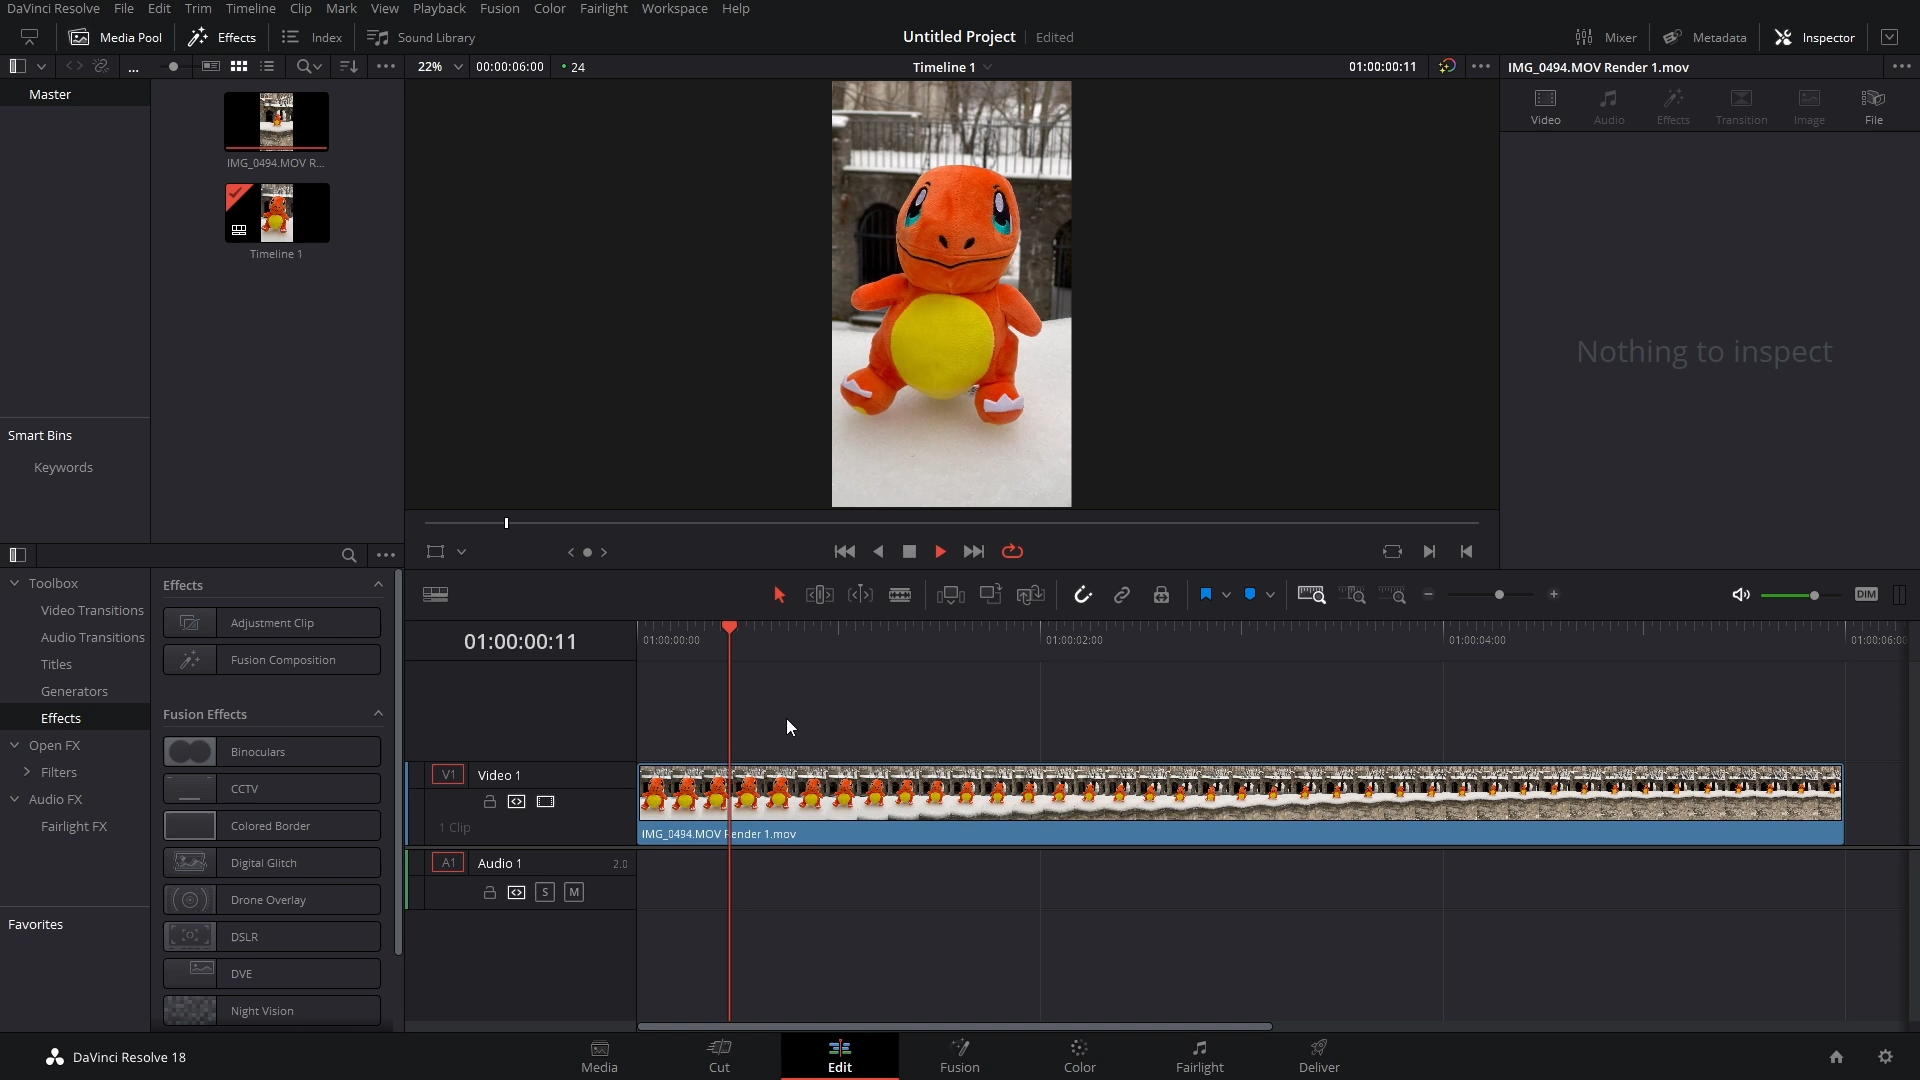 DaVinci Resolve File Edit Trim Timeline Clip Mark View Playback Fusion Color Fairlight Workspace Help
Media Pool Effects Index Sound Library Untitled Project Edited Mixer Metadata Inspector
22% 00:00:06:00 24 Timeline 1 01:00:00:11 IMG_0494.MOV Render 1.mov
Master
Video Audio Effects Transition Image File
IMG_0494.MOV R...
Timeline 1
Nothing to inspect
Smart Bins
Keywords
Toolbox
Video Transitions
Audio Transitions
Titles
Generators
Effects
Open FX
Filters
Audio FX
Fairlight FX
Favorites
Effects
Adjustment Clip
Fusion Composition
Fusion Effects
Binoculars
CCTV
Colored Border
Digital Glitch
Drone Overlay
DSLR
DVE
Night Vision
DIM
01:00:00:11 01:00:00:00 01:00:02:00 01:00:04:00 01:00:06:00
V1 Video 1
1 Clip
IMG_0494.MOV Render 1.mov
A1 Audio 1 2.0
S M
DaVinci Resolve 18
Media Cut Edit Fusion Color Fairlight Deliver